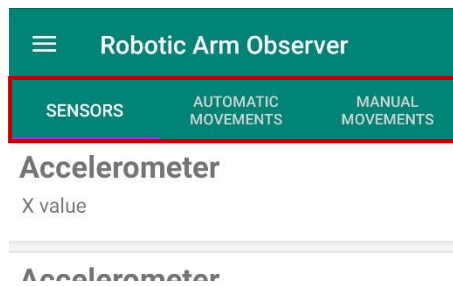 Robotic Arm Observer
SENSORS
AUTOMATIC
MOVEMENTS
MANUAL
MOVEMENTS
Accelerometer
X value
Accelerometer